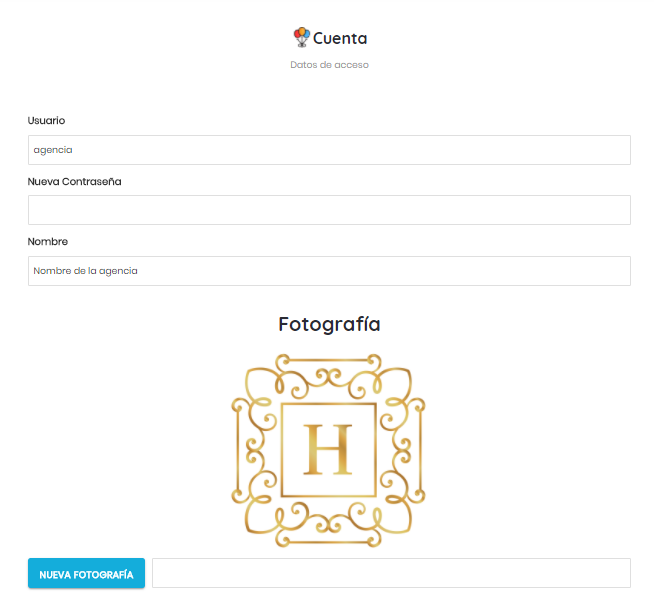 Cuenta
Datos de acceso
Usuario
agencia
Nueva Contraseña
Nombre
Nombre de la agencia
Fotografía
H
NUEVA FOTOGRAFÍA